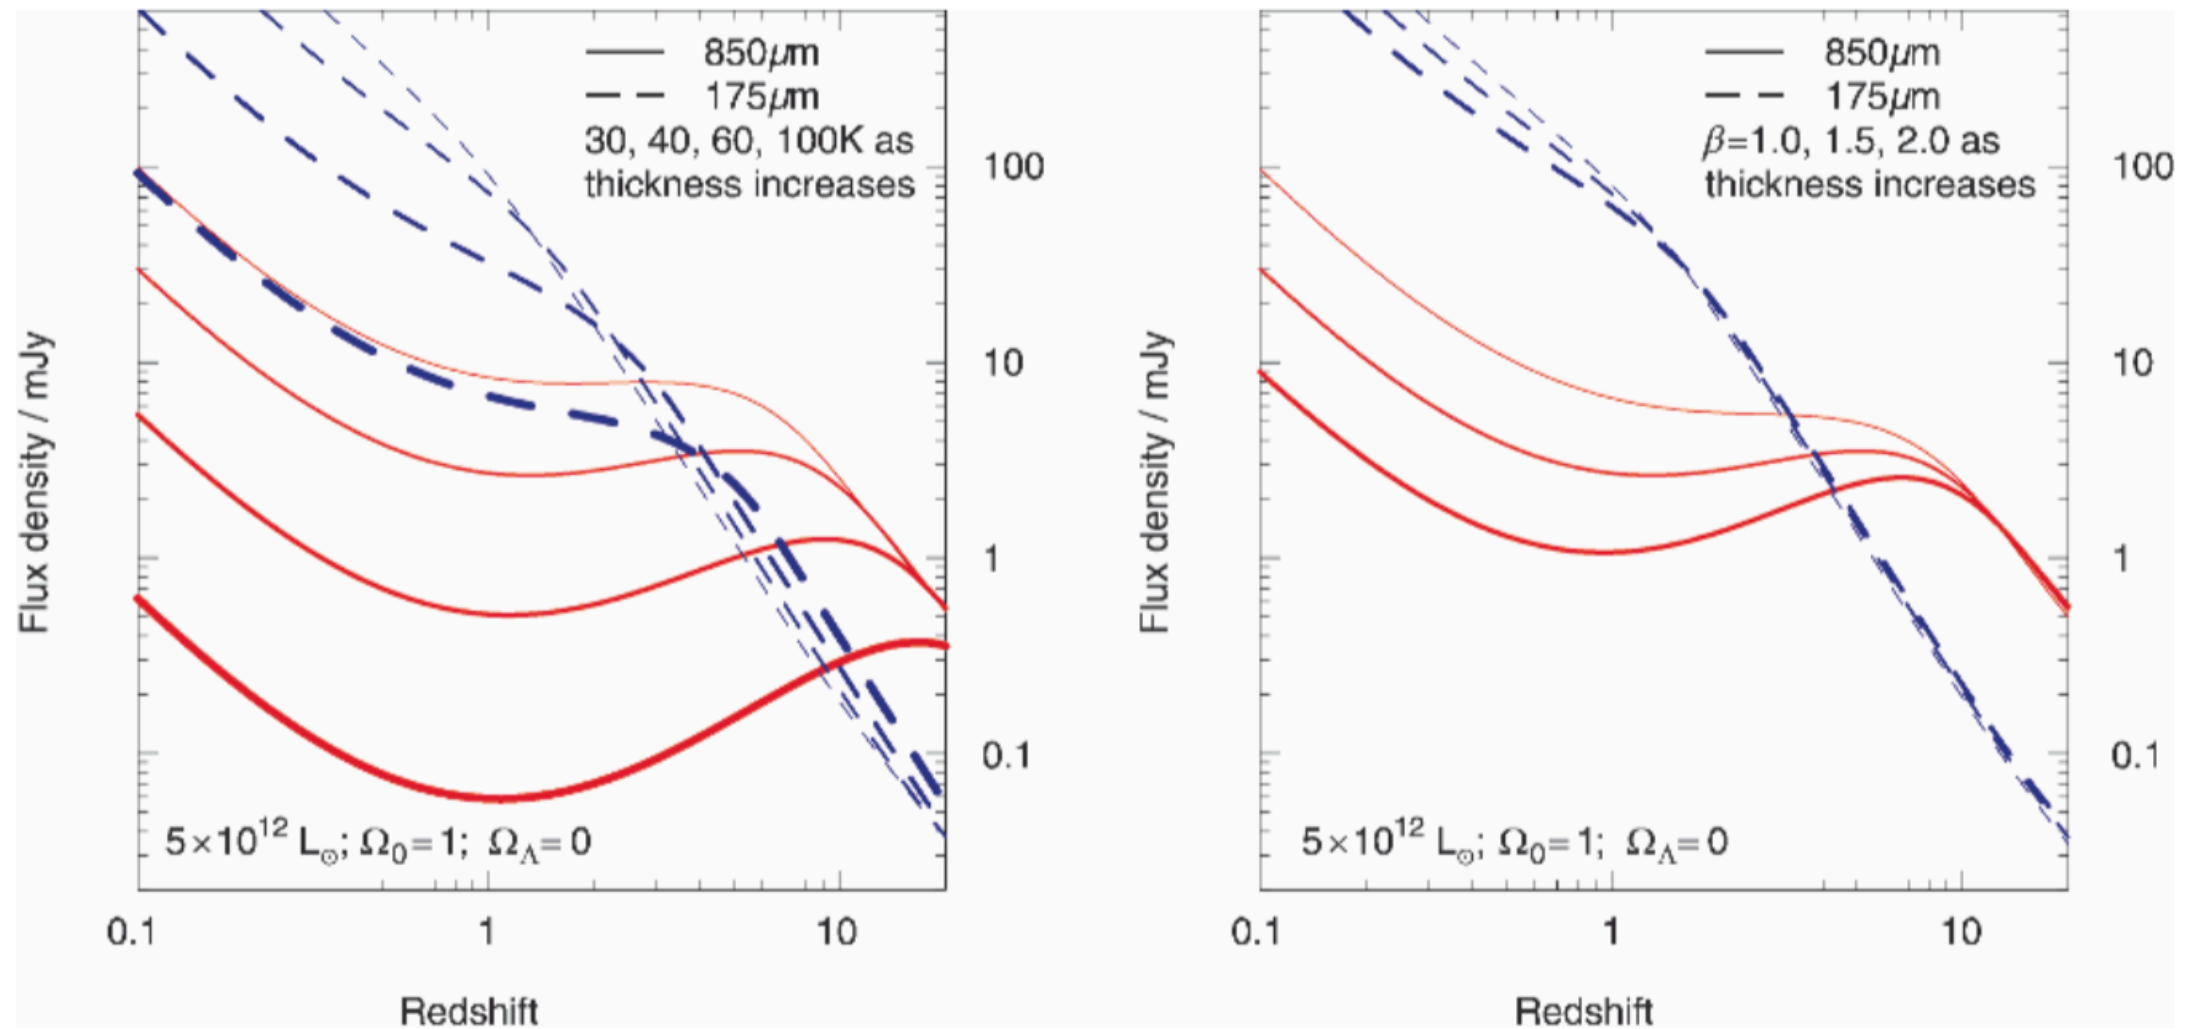 850μm
175μm
30, 40, 60, 100K as
thickness increases
100
10
1
0.1
Flux density / mJy
5×10¹² L☉; Ω₀=1; Ω_Λ=0
0.1
1
10
Redshift
850μm
175μm
β=1.0, 1.5, 2.0 as
thickness increases
100
10
1
0.1
Flux density / mJy
5×10¹² L☉; Ω₀=1; Ω_Λ=0
0.1
1
10
Redshift